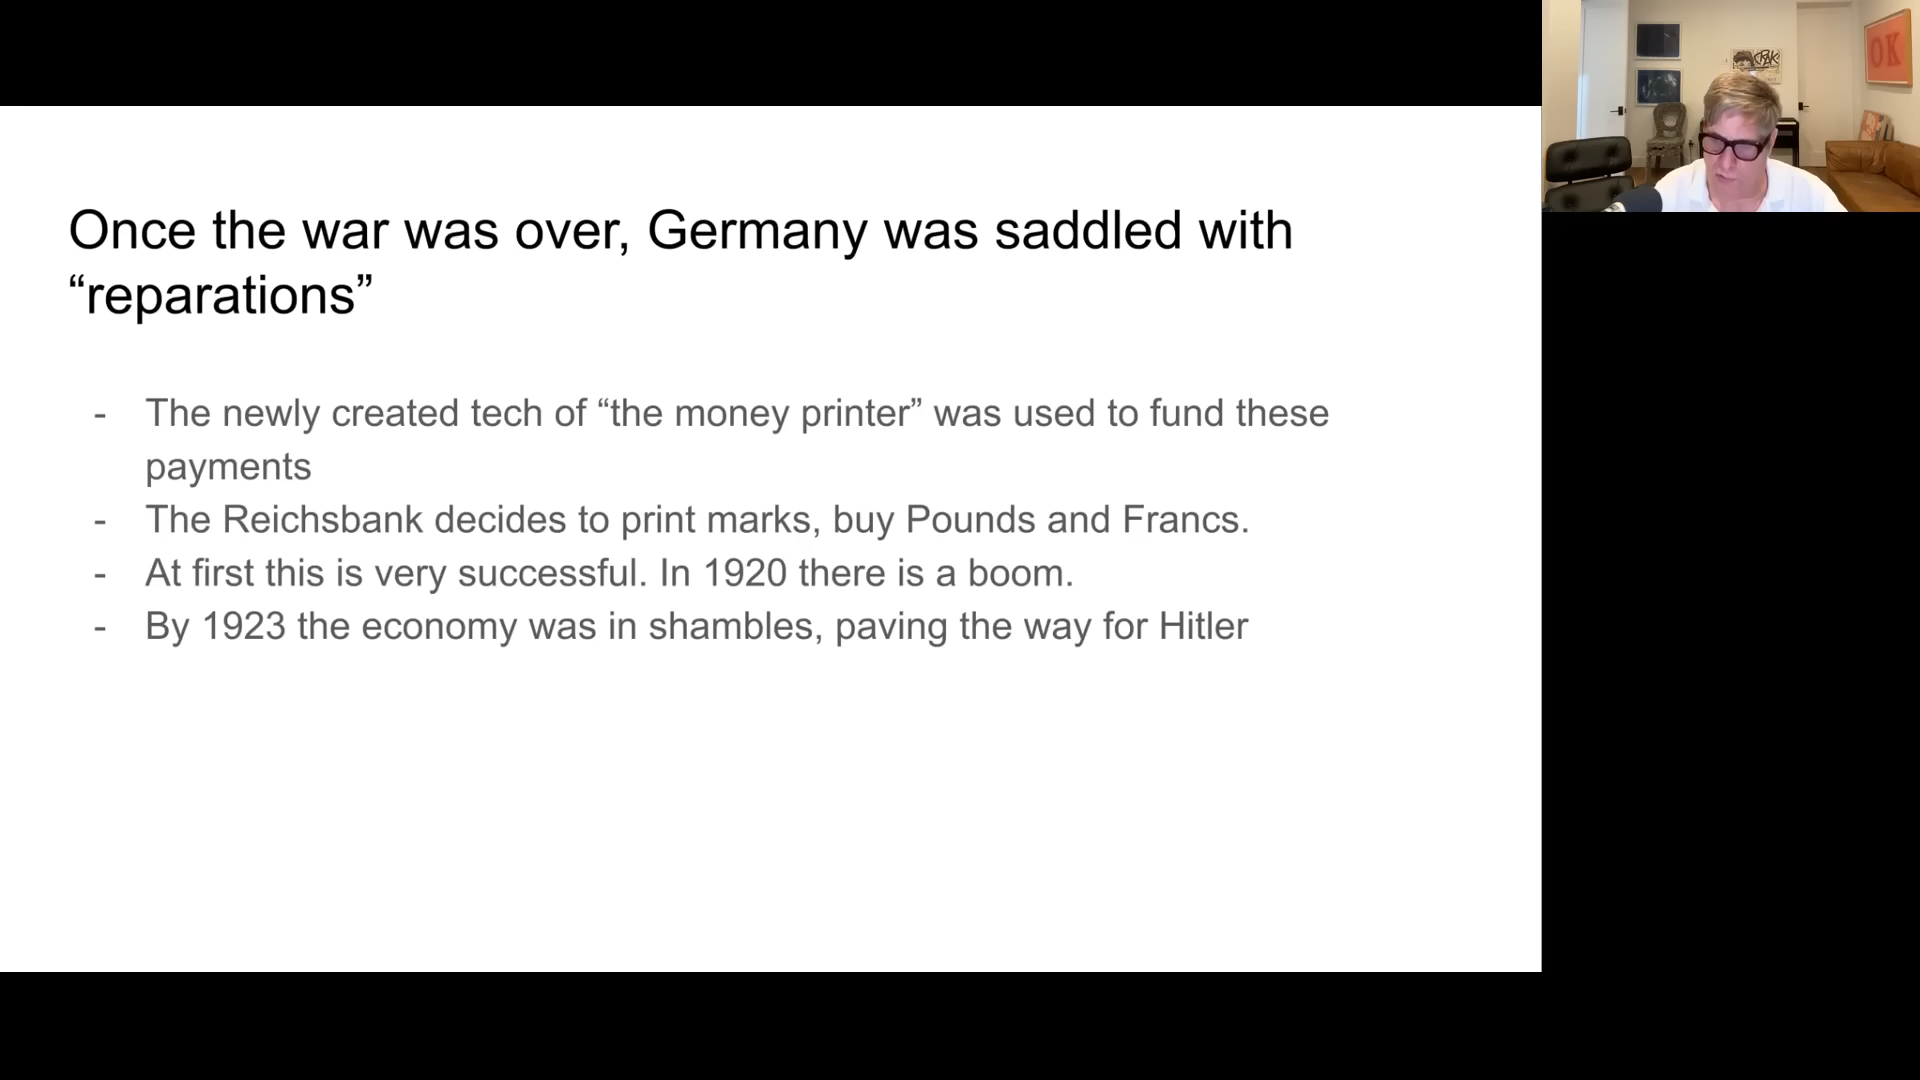 Once the war was over, Germany was saddled with
“reparations”
- The newly created tech of “the money printer” was used to fund these
payments
- The Reichsbank decides to print marks, buy Pounds and Francs.
- At first this is very successful. In 1920 there is a boom.
- By 1923 the economy was in shambles, paving the way for Hitler
OK